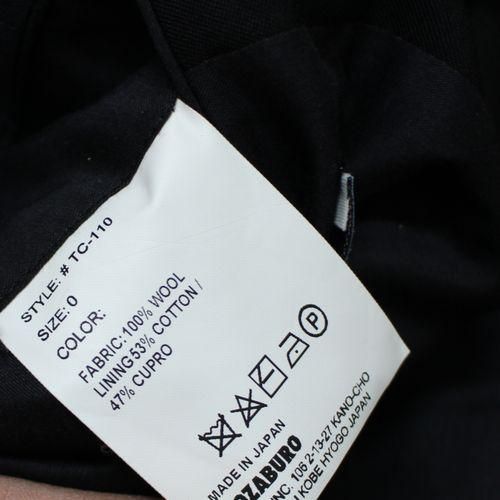 STYLE: # TC-110
SIZE: 0
COLOR:
FABRIC: 100% WOOL
LINING 53% COTTON /
47% CUPRO
P
MADE IN JAPAN
OZABURO
INC. 106 2-13-27 KANO-CHO
I KOBE HYOGO JAPAN